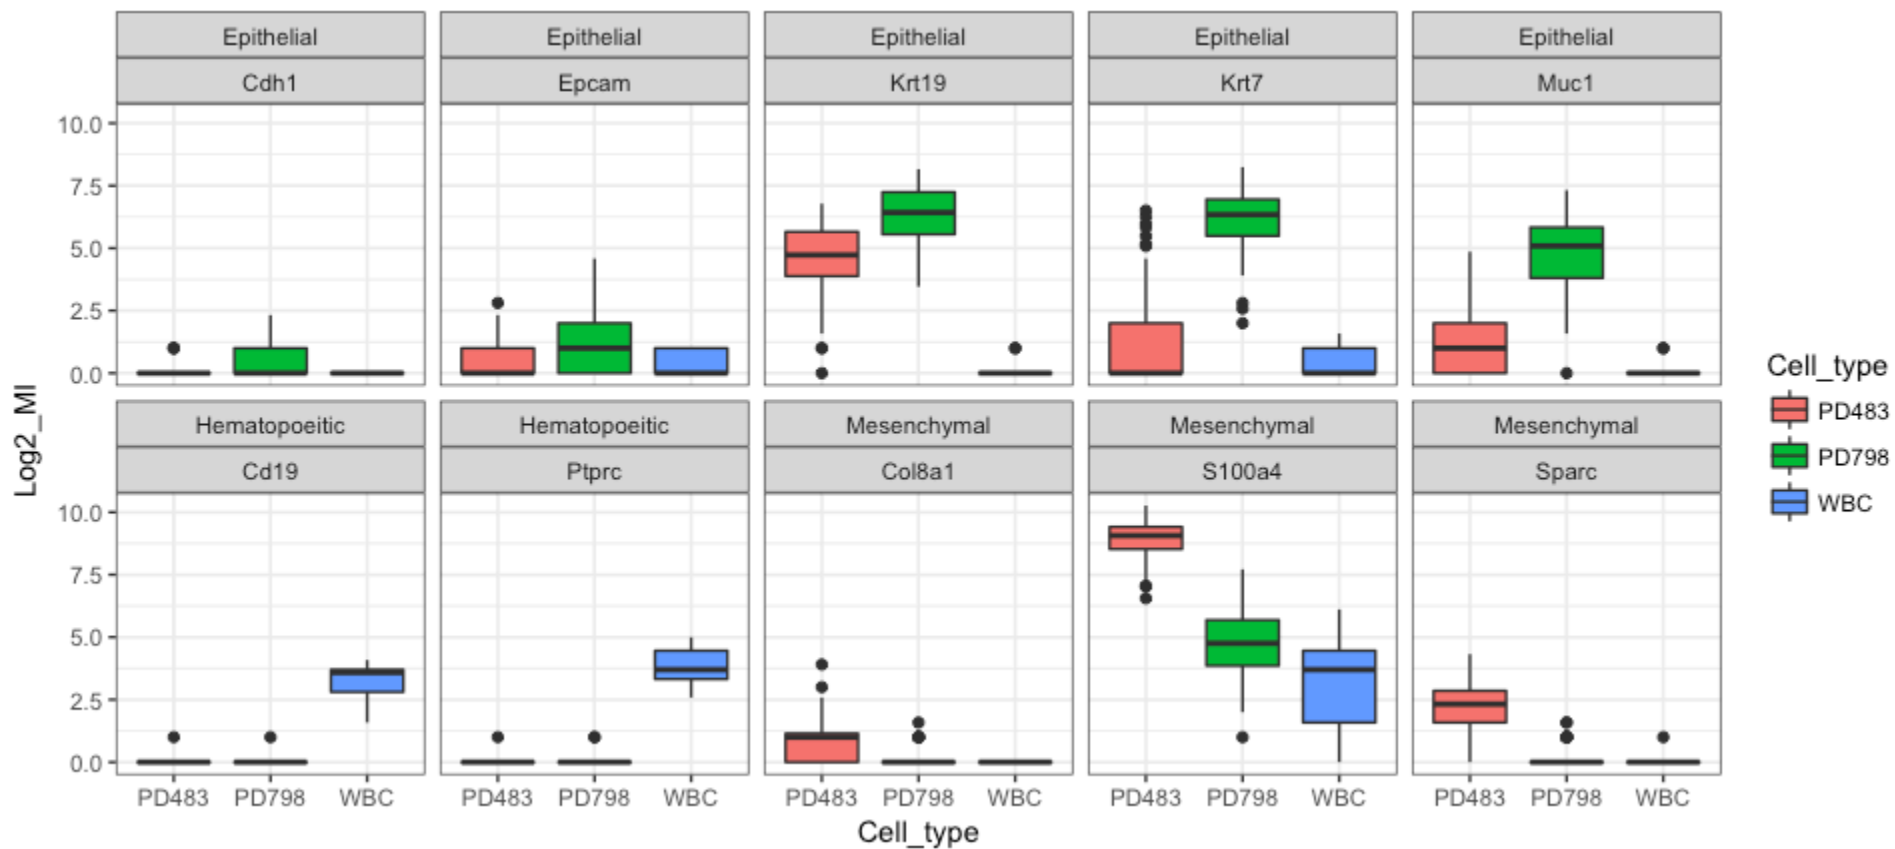 Epithelial Epithelial Epithelial Epithelial Epithelial
Cdh1 Epcam Krt19 Krt7 Muc1
10.0
7.5
5.0
2.5
0.0
Log2_MI
Hematopoeitic Hematopoeitic Mesenchymal Mesenchymal Mesenchymal
Cd19 Ptprc Col8a1 S100a4 Sparc
10.0
7.5
5.0
2.5
0.0
PD483 PD798 WBC PD483 PD798 WBC PD483 PD798 WBC PD483 PD798 WBC PD483 PD798 WBC
Cell_type
Cell_type
PD483
PD798
WBC